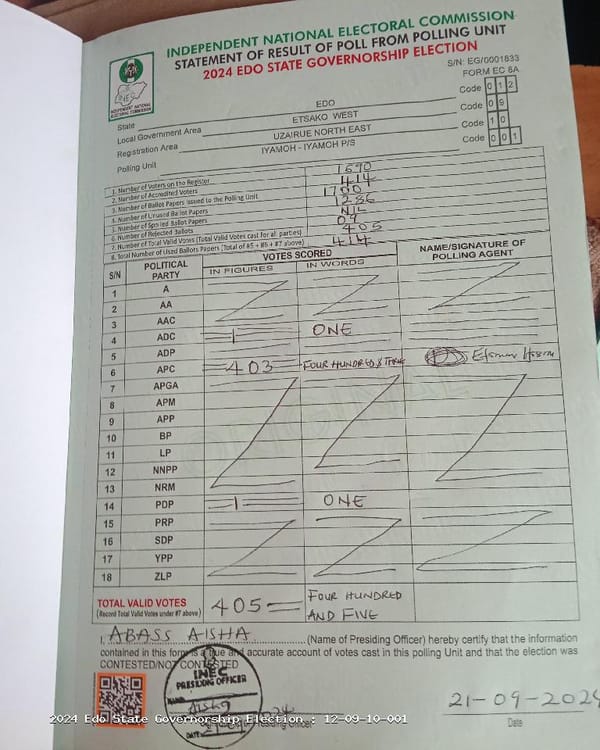 INDEPENDENT NATIONAL ELECTORAL COMMISSION
STATEMENT OF RESULT OF POLL FROM POLLING UNIT
2024 EDO STATE GOVERNORSHIP ELECTION
INDEPENDENT NATIONAL ELECTORAL COMMISSION
S/N: EG/0001833
FORM EC 8A
State EDO Code 012
Local Government Area ETSAKO WEST Code 09
Registration Area UZAIRUE NORTH EAST Code 10
Polling Unit IYAMOH - IYAMOH P/S Code 001
1. Number of Voters on the Register 1690
2. Number of Accredited Voters 414
3. Number of Ballot Papers Issued to the Polling Unit 1700
4. Number of Unused Ballot Papers 1286
5. Number of Spoiled Ballot Papers NIL
6. Number of Rejected Ballots 09
7. Number of Total Valid Votes (Total Valid Votes cast for all parties) 405
8. Total Number of Used Ballots Papers (Total of #5 + #6 + #7 above) 414
S/N POLITICAL PARTY VOTES SCORED NAME/SIGNATURE OF POLLING AGENT
IN FIGURES IN WORDS
1 A
2 AA
3 AAC
4 ADC 1 ONE
5 ADP
6 APC 403 FOUR HUNDRED & THREE
7 APGA
8 APM
9 APP
10 BP
11 LP
12 NNPP
13 NRM
14 PDP 1 ONE
15 PRP
16 SDP
17 YPP
18 ZLP
TOTAL VALID VOTES 405 FOUR HUNDRED
(Record Total Valid Votes under #7 above) AND FIVE
I, ABASS AISHA (Name of Presiding Officer) hereby certify that the information
contained in this form is a true and accurate account of votes cast in this polling Unit and that the election was
CONTESTED/NOT CONTESTED
INEC
PRESIDING OFFICER
NAME
DATE
21-09-2024
Date
2024 Edo State Governorship Election : 12-09-10-001